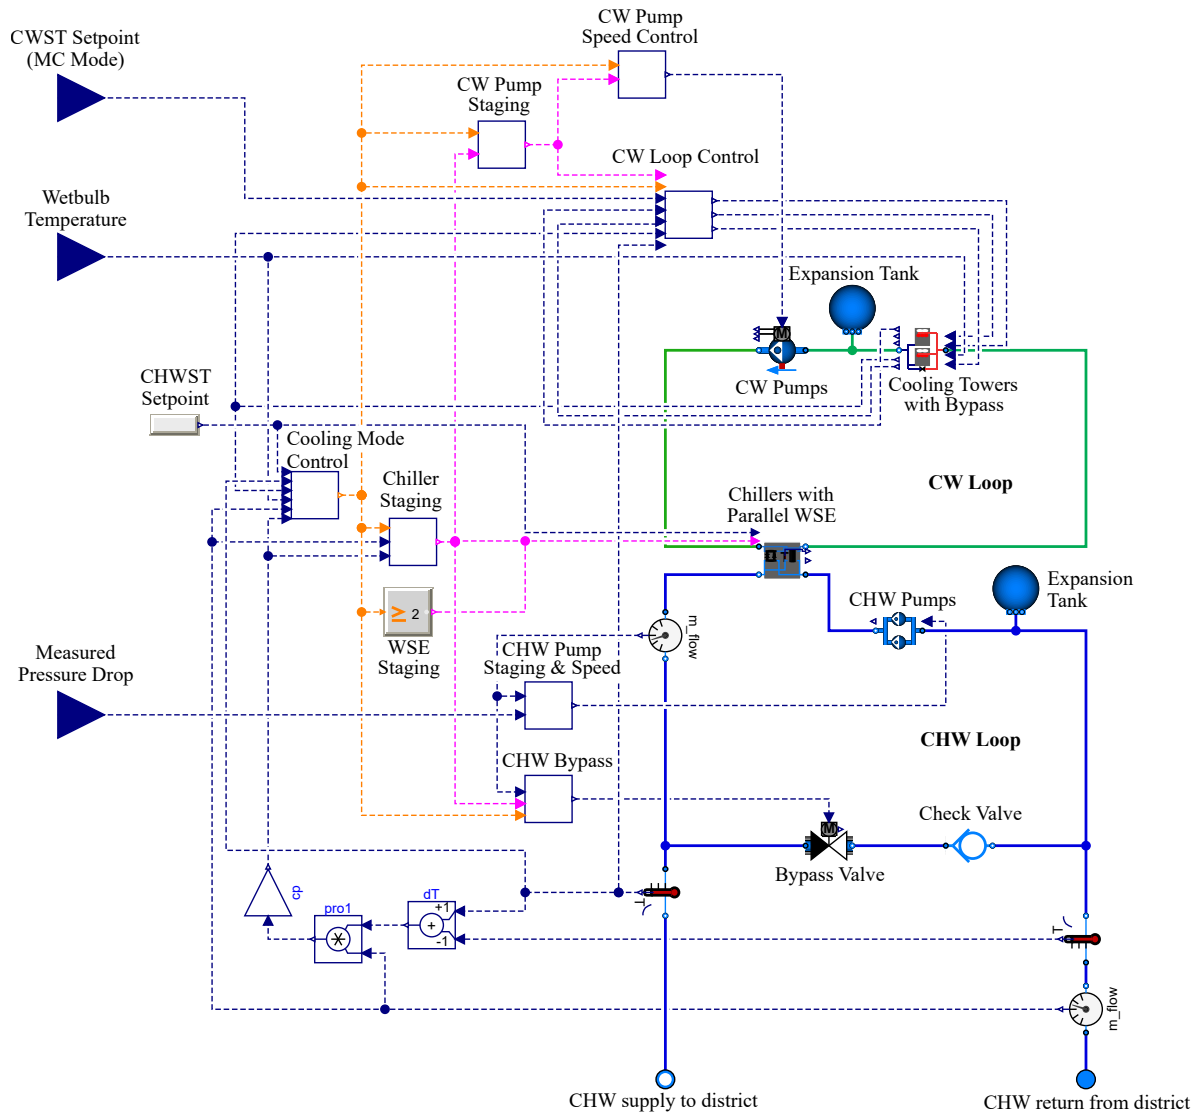 CW Pump
Speed Control
CWST Setpoint
(MC Mode)
CW Pump
Staging
CW Loop Control
Wetbulb
Temperature
Expansion Tank
M
CW Pumps
Cooling Towers
with Bypass
CHWST
Setpoint
Cooling Mode
Control
Chiller
Staging
CW Loop
Chillers with
Parallel WSE
≥ 2
WSE
Staging
m_flow
CHW Pumps
Expansion
Tank
Measured
Pressure Drop
CHW Pump
Staging & Speed
CHW Loop
CHW Bypass
Check Valve
M
Bypass Valve
cp
pro1
dT
+1
+
-1
T
T
m_flow
CHW supply to district
CHW return from district